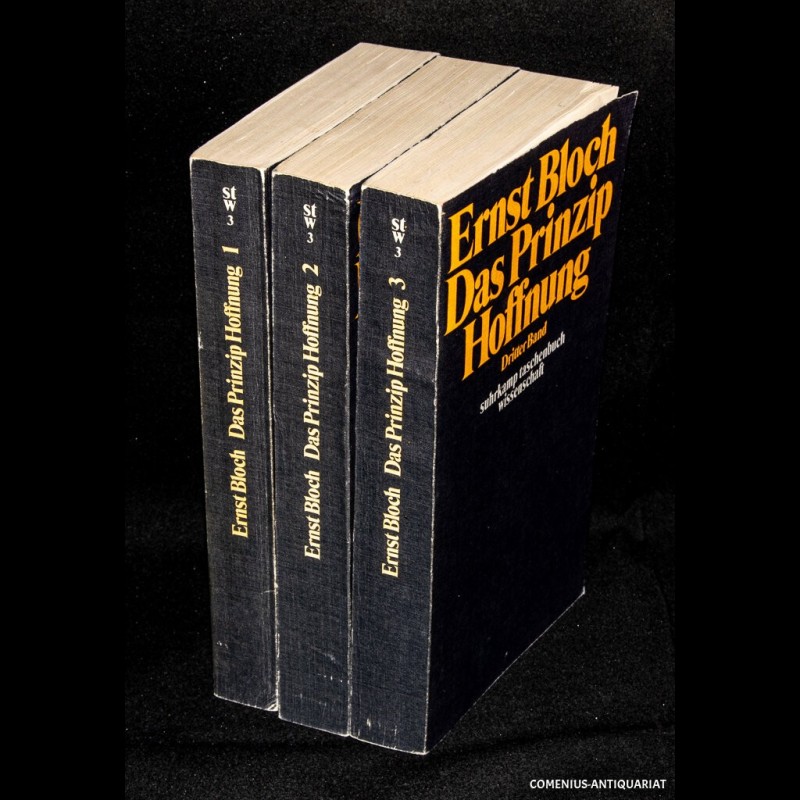 st
w
3
Ernst Bloch Das Prinzip Hoffnung 1
st
w
3
Ernst Bloch Das Prinzip Hoffnung 2
st
w
3
Ernst Bloch Das Prinzip Hoffnung 3
Ernst Bloch
Das Prinzip
Hoffnung
Dritter Band
suhrkamp taschenbuch
wissenschaft
COMENIUS-ANTIQUARIAT